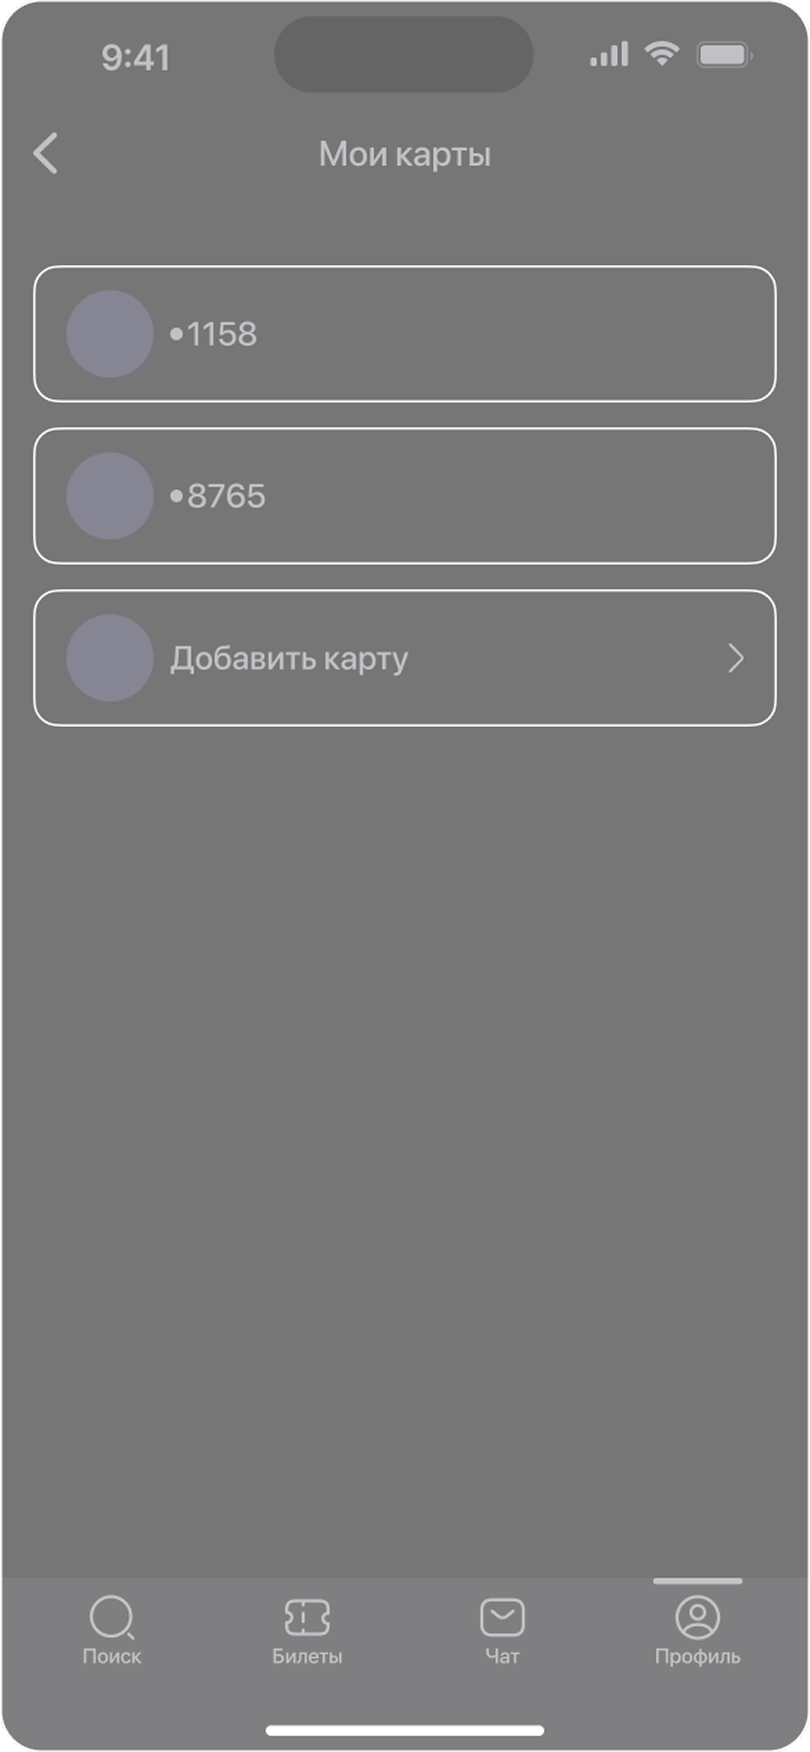 9:41
Мои карты
•1158
•8765
Добавить карту
Поиск
Билеты
Чат
Профиль